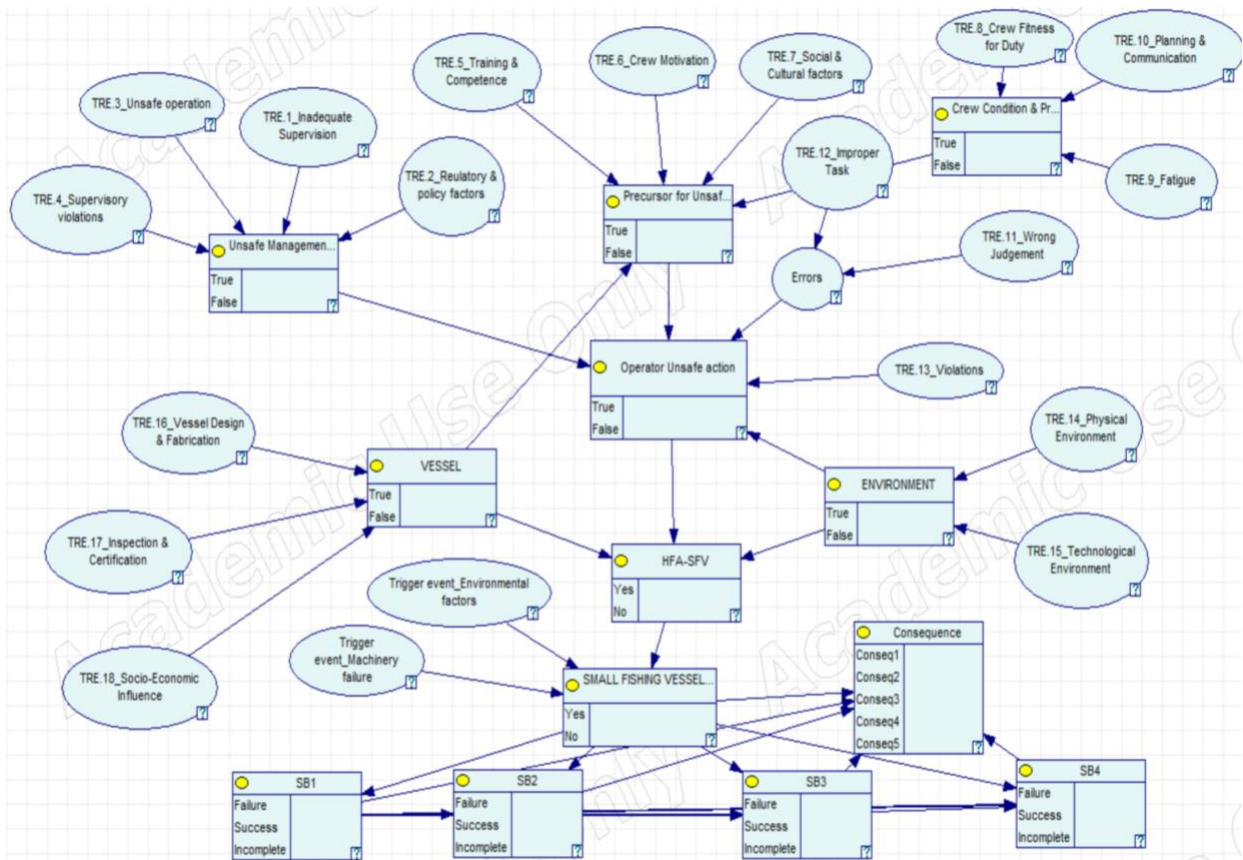 TRE.8_Crew Fitness
for Duty
TRE.10_Planning &
Communication
TRE.5_Training &
Competence
TRE.6_Crew Motivation
TRE.7_Social &
Cultural factors
TRE.3_Unsafe operation
TRE.1_Inadequate
Supervision
Crew Condition & Pr...
True
False
TRE.12_Improper
Task
TRE.2_Reulatory &
policy factors
TRE.9_Fatigue
TRE.4_Supervisory
violations
Precursor for Unsaf...
True
False
Unsafe Managemen...
True
False
TRE.11_Wrong
Judgement
Errors
Operator Unsafe action
True
False
TRE.13_Violations
TRE.16_Vessel Design
& Fabrication
TRE.14_Physical
Environment
VESSEL
True
False
ENVIRONMENT
True
False
TRE.17_Inspection &
Certification
TRE.15_Technological
Environment
HFA-SFV
Yes
No
Trigger event_Environmental
factors
Trigger
event_Machinery
failure
TRE.18_Socio-Economic
Influence
SMALL FISHING VESSEL...
Yes
No
Consequence
Conseq1
Conseq2
Conseq3
Conseq4
Conseq5
SB1
Failure
Success
Incomplete
SB2
Failure
Success
Incomplete
SB3
Failure
Success
Incomplete
SB4
Failure
Success
Incomplete
Academic Use Only